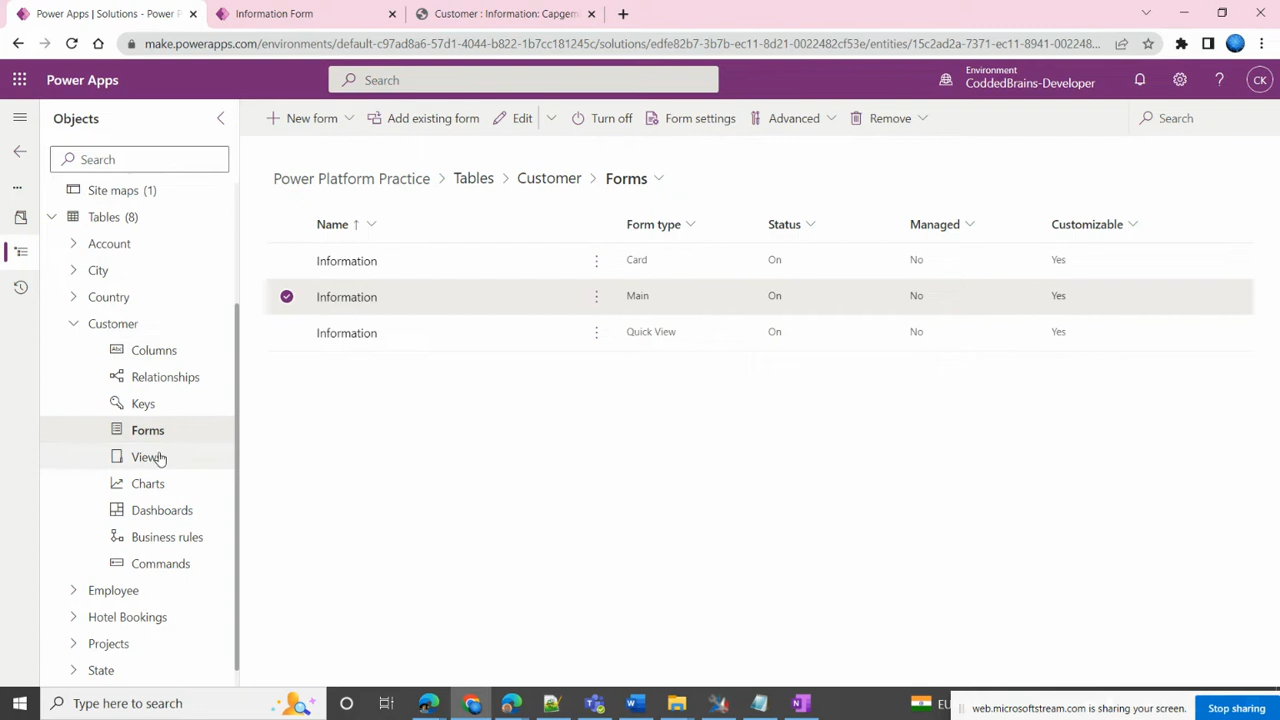 Power Apps | Solutions - Power P
Information Form
Customer : Information: Capgem
make.powerapps.com/environments/default-c97ad8a6-57d1-4044-b822-1b7cc181245c/solutions/edfe82b7-3b7b-ec11-8d21-0022482cf53e/entities/15c2ad2a-7371-ec11-8941-002248...
Power Apps
Search
Environment
CoddedBrains-Developer
CK
Objects
New form
Add existing form
Edit
Turn off
Form settings
Advanced
Remove
Search
Search
Site maps (1)
Tables (8)
Account
City
Country
Customer
Columns
Relationships
Keys
Forms
Views
Charts
Dashboards
Business rules
Commands
Employee
Hotel Bookings
Projects
State
Power Platform Practice > Tables > Customer > Forms
Name ↑ Form type Status Managed Customizable
Information Card On No Yes
Information Main On No Yes
Information Quick View On No Yes
Type here to search
web.microsoftstream.com is sharing your screen.
Stop sharing